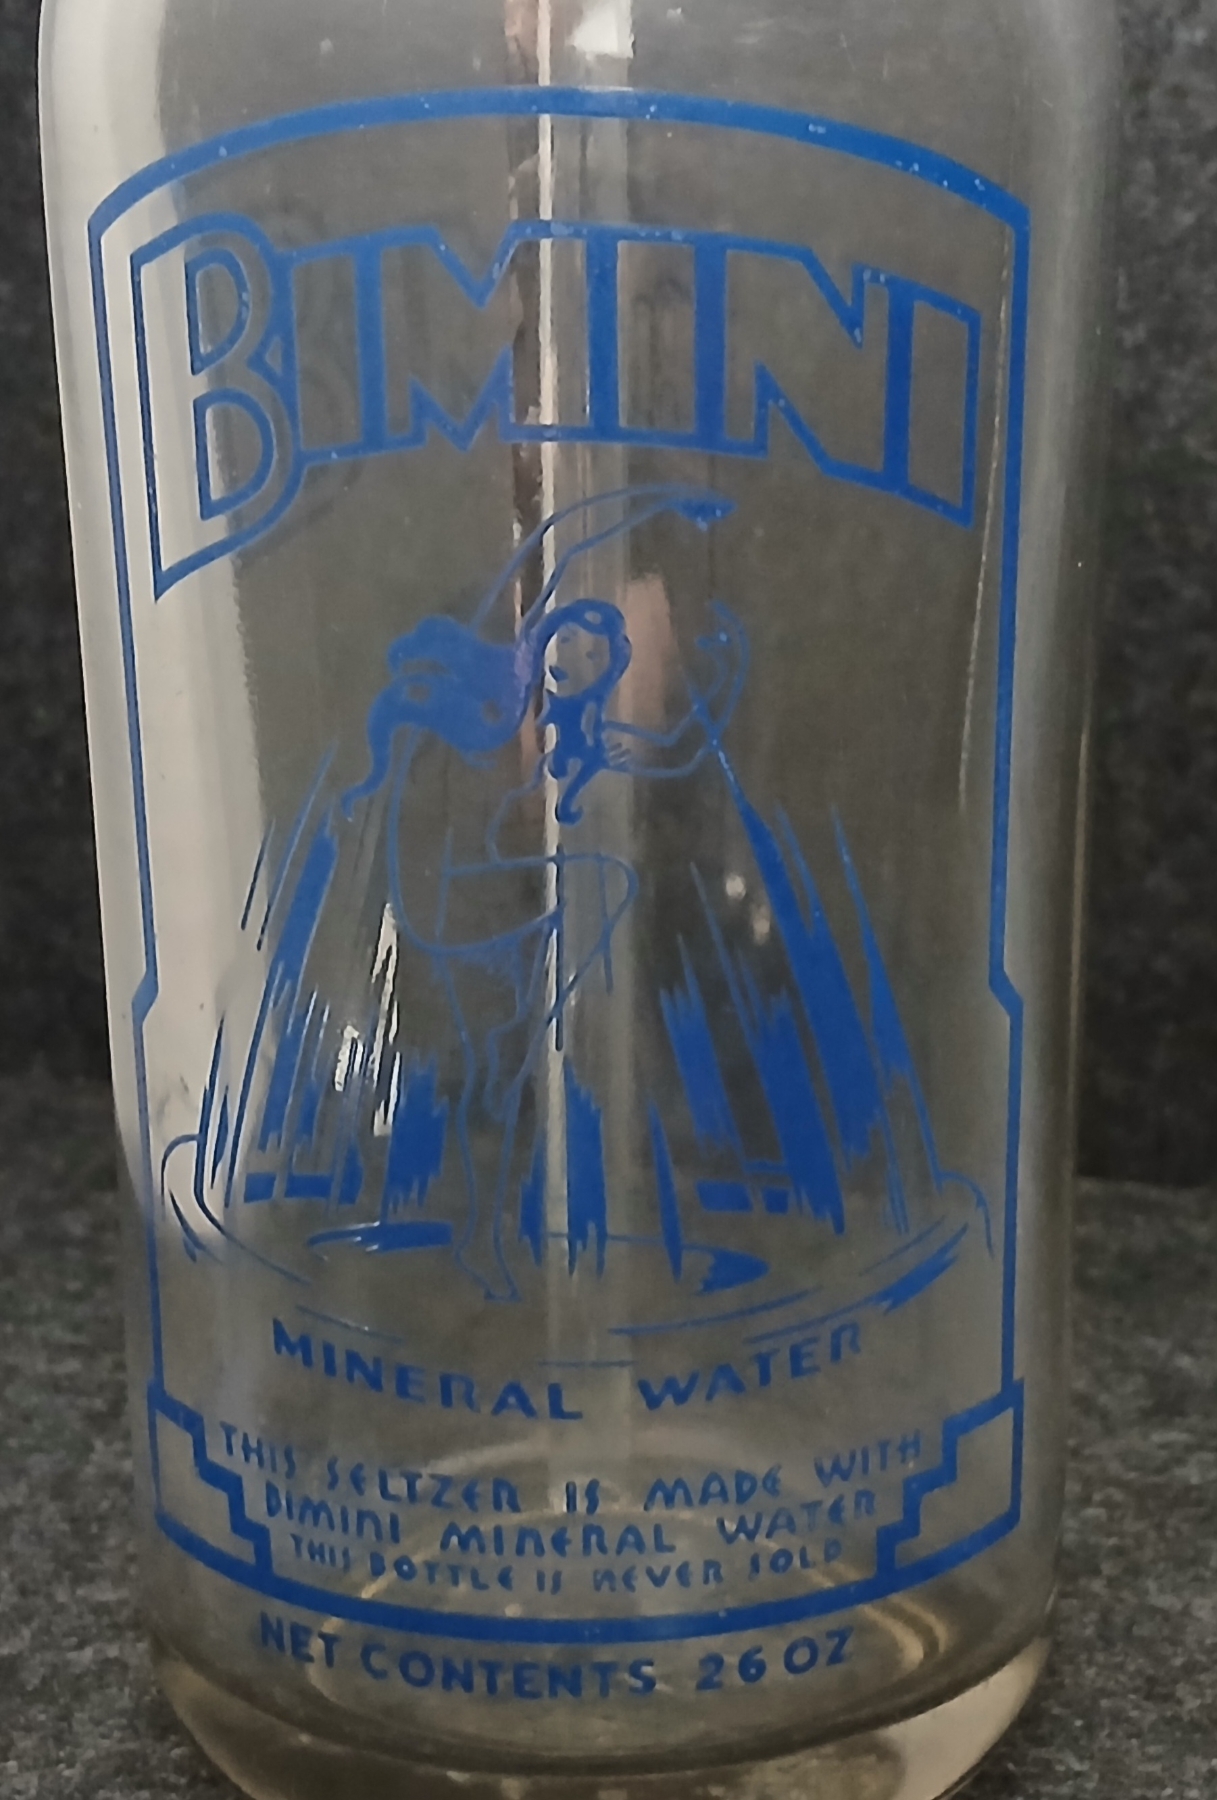 BIMINI
MINERAL WATER
THIS SELTZER IS MADE WITH
BIMINI MINERAL WATER
THIS BOTTLE IS NEVER SOLD
NET CONTENTS 26 OZ